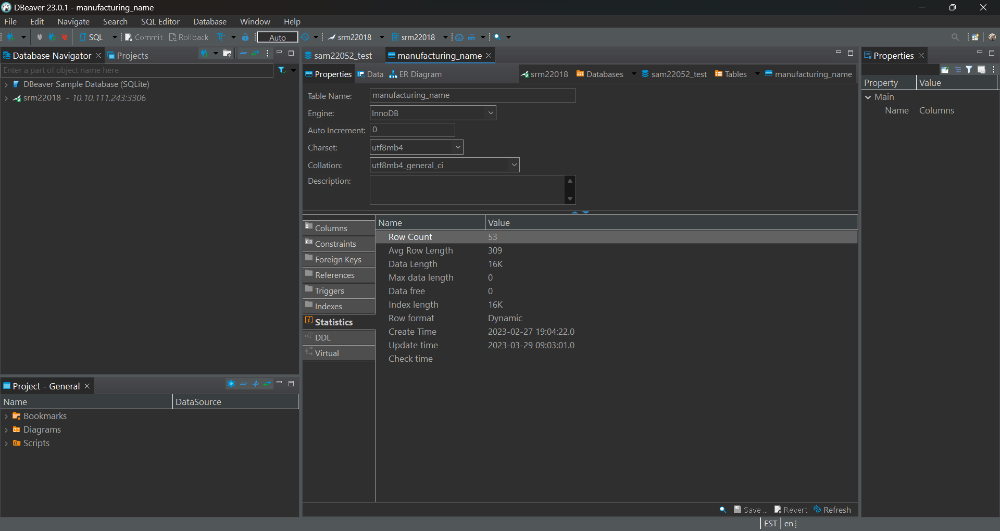 DBeaver 23.0.1 - manufacturing_name
File Edit Navigate Search SQL Editor Database Window Help
SQL Commit Rollback Auto srm22018 srm22018
Database Navigator Projects
Enter a part of object name here
DBeaver Sample Database (SQLite)
srm22018 - 10.10.111.243:3306
Project - General
Name DataSource
Bookmarks
Diagrams
Scripts
sam22052_test manufacturing_name
Properties Data ER Diagram srm22018 Databases sam22052_test Tables manufacturing_name
Table Name: manufacturing_name
Engine: InnoDB
Auto Increment: 0
Charset: utf8mb4
Collation: utf8mb4_general_ci
Description:
Columns
Constraints
Foreign Keys
References
Triggers
Indexes
Statistics
DDL
Virtual
Name Value
Row Count 53
Avg Row Length 309
Data Length 16K
Max data length 0
Data free 0
Index length 16K
Row format Dynamic
Create Time 2023-02-27 19:04:22.0
Update time 2023-03-29 09:03:01.0
Check time
Save ... Revert Refresh
Properties
Property Value
Main
Name Columns
EST en